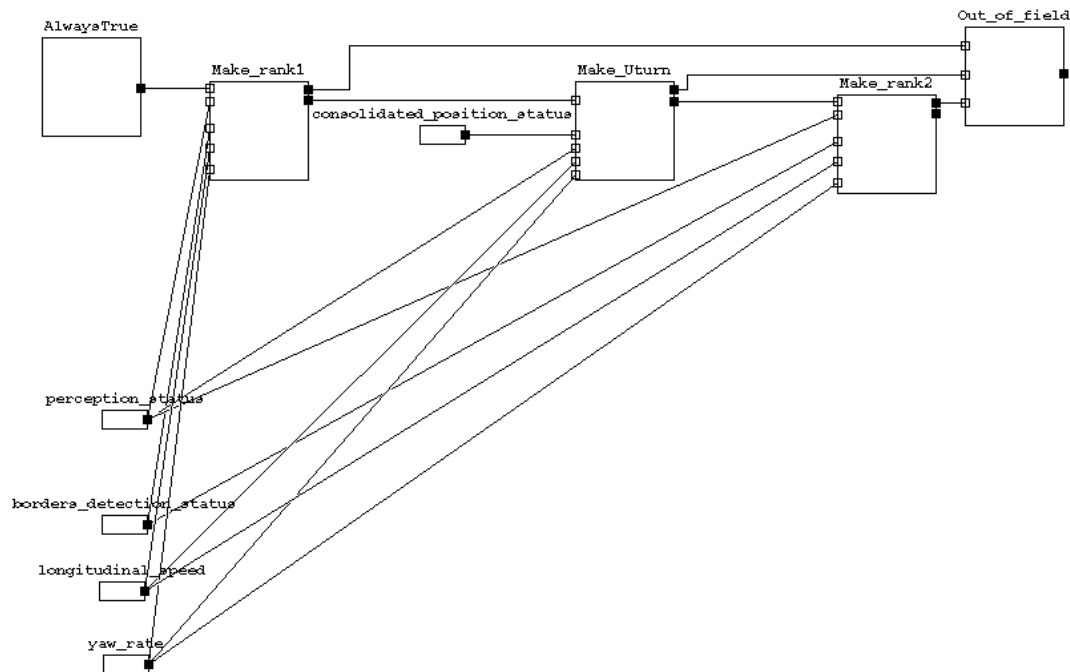 AlwaysTrue
Out_of_field
Make_rank1
Make_Uturn
Make_rank2
consolidated_position_status
perception_status
borders_detection_status
longitudinal_speed
yaw_rate